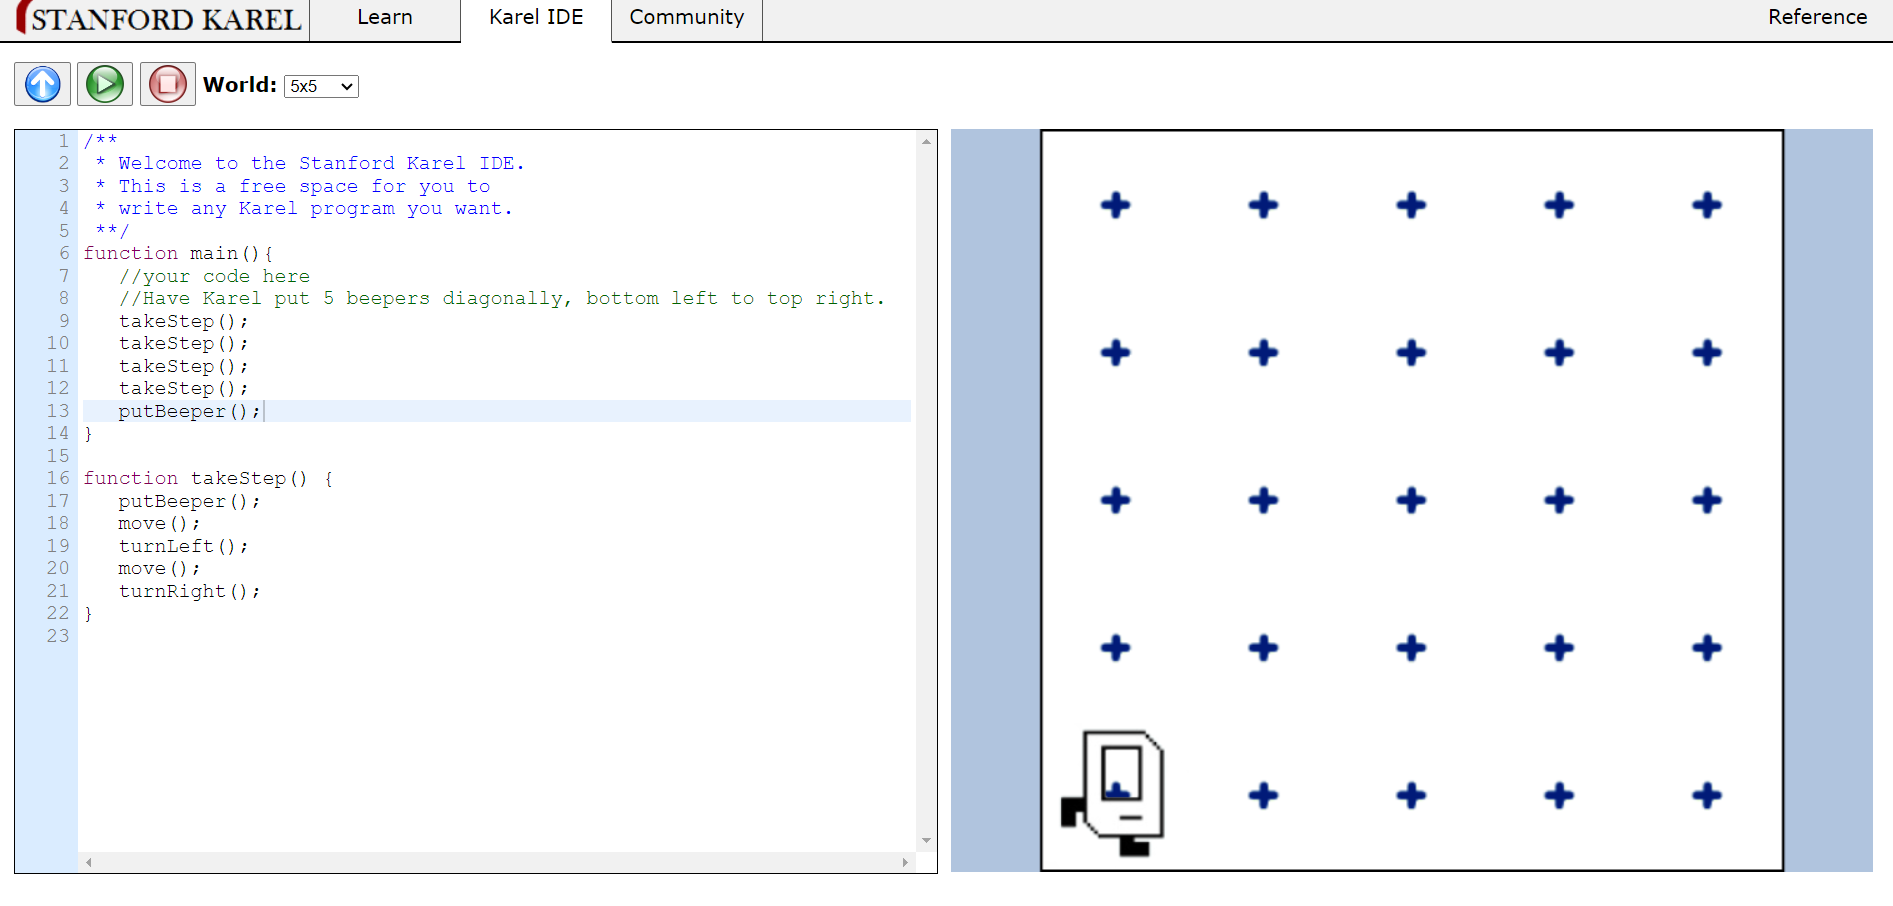 STANFORD KAREL Learn Karel IDE Community Reference
World: 5x5
1 /**
2  * Welcome to the Stanford Karel IDE.
3  * This is a free space for you to
4  * write any Karel program you want.
5  **/
6 function main(){
7    //your code here
8    //Have Karel put 5 beepers diagonally, bottom left to top right.
9    takeStep();
10    takeStep();
11    takeStep();
12    takeStep();
13    putBeeper();
14 }
15
16 function takeStep() {
17    putBeeper();
18    move();
19    turnLeft();
20    move();
21    turnRight();
22 }
23